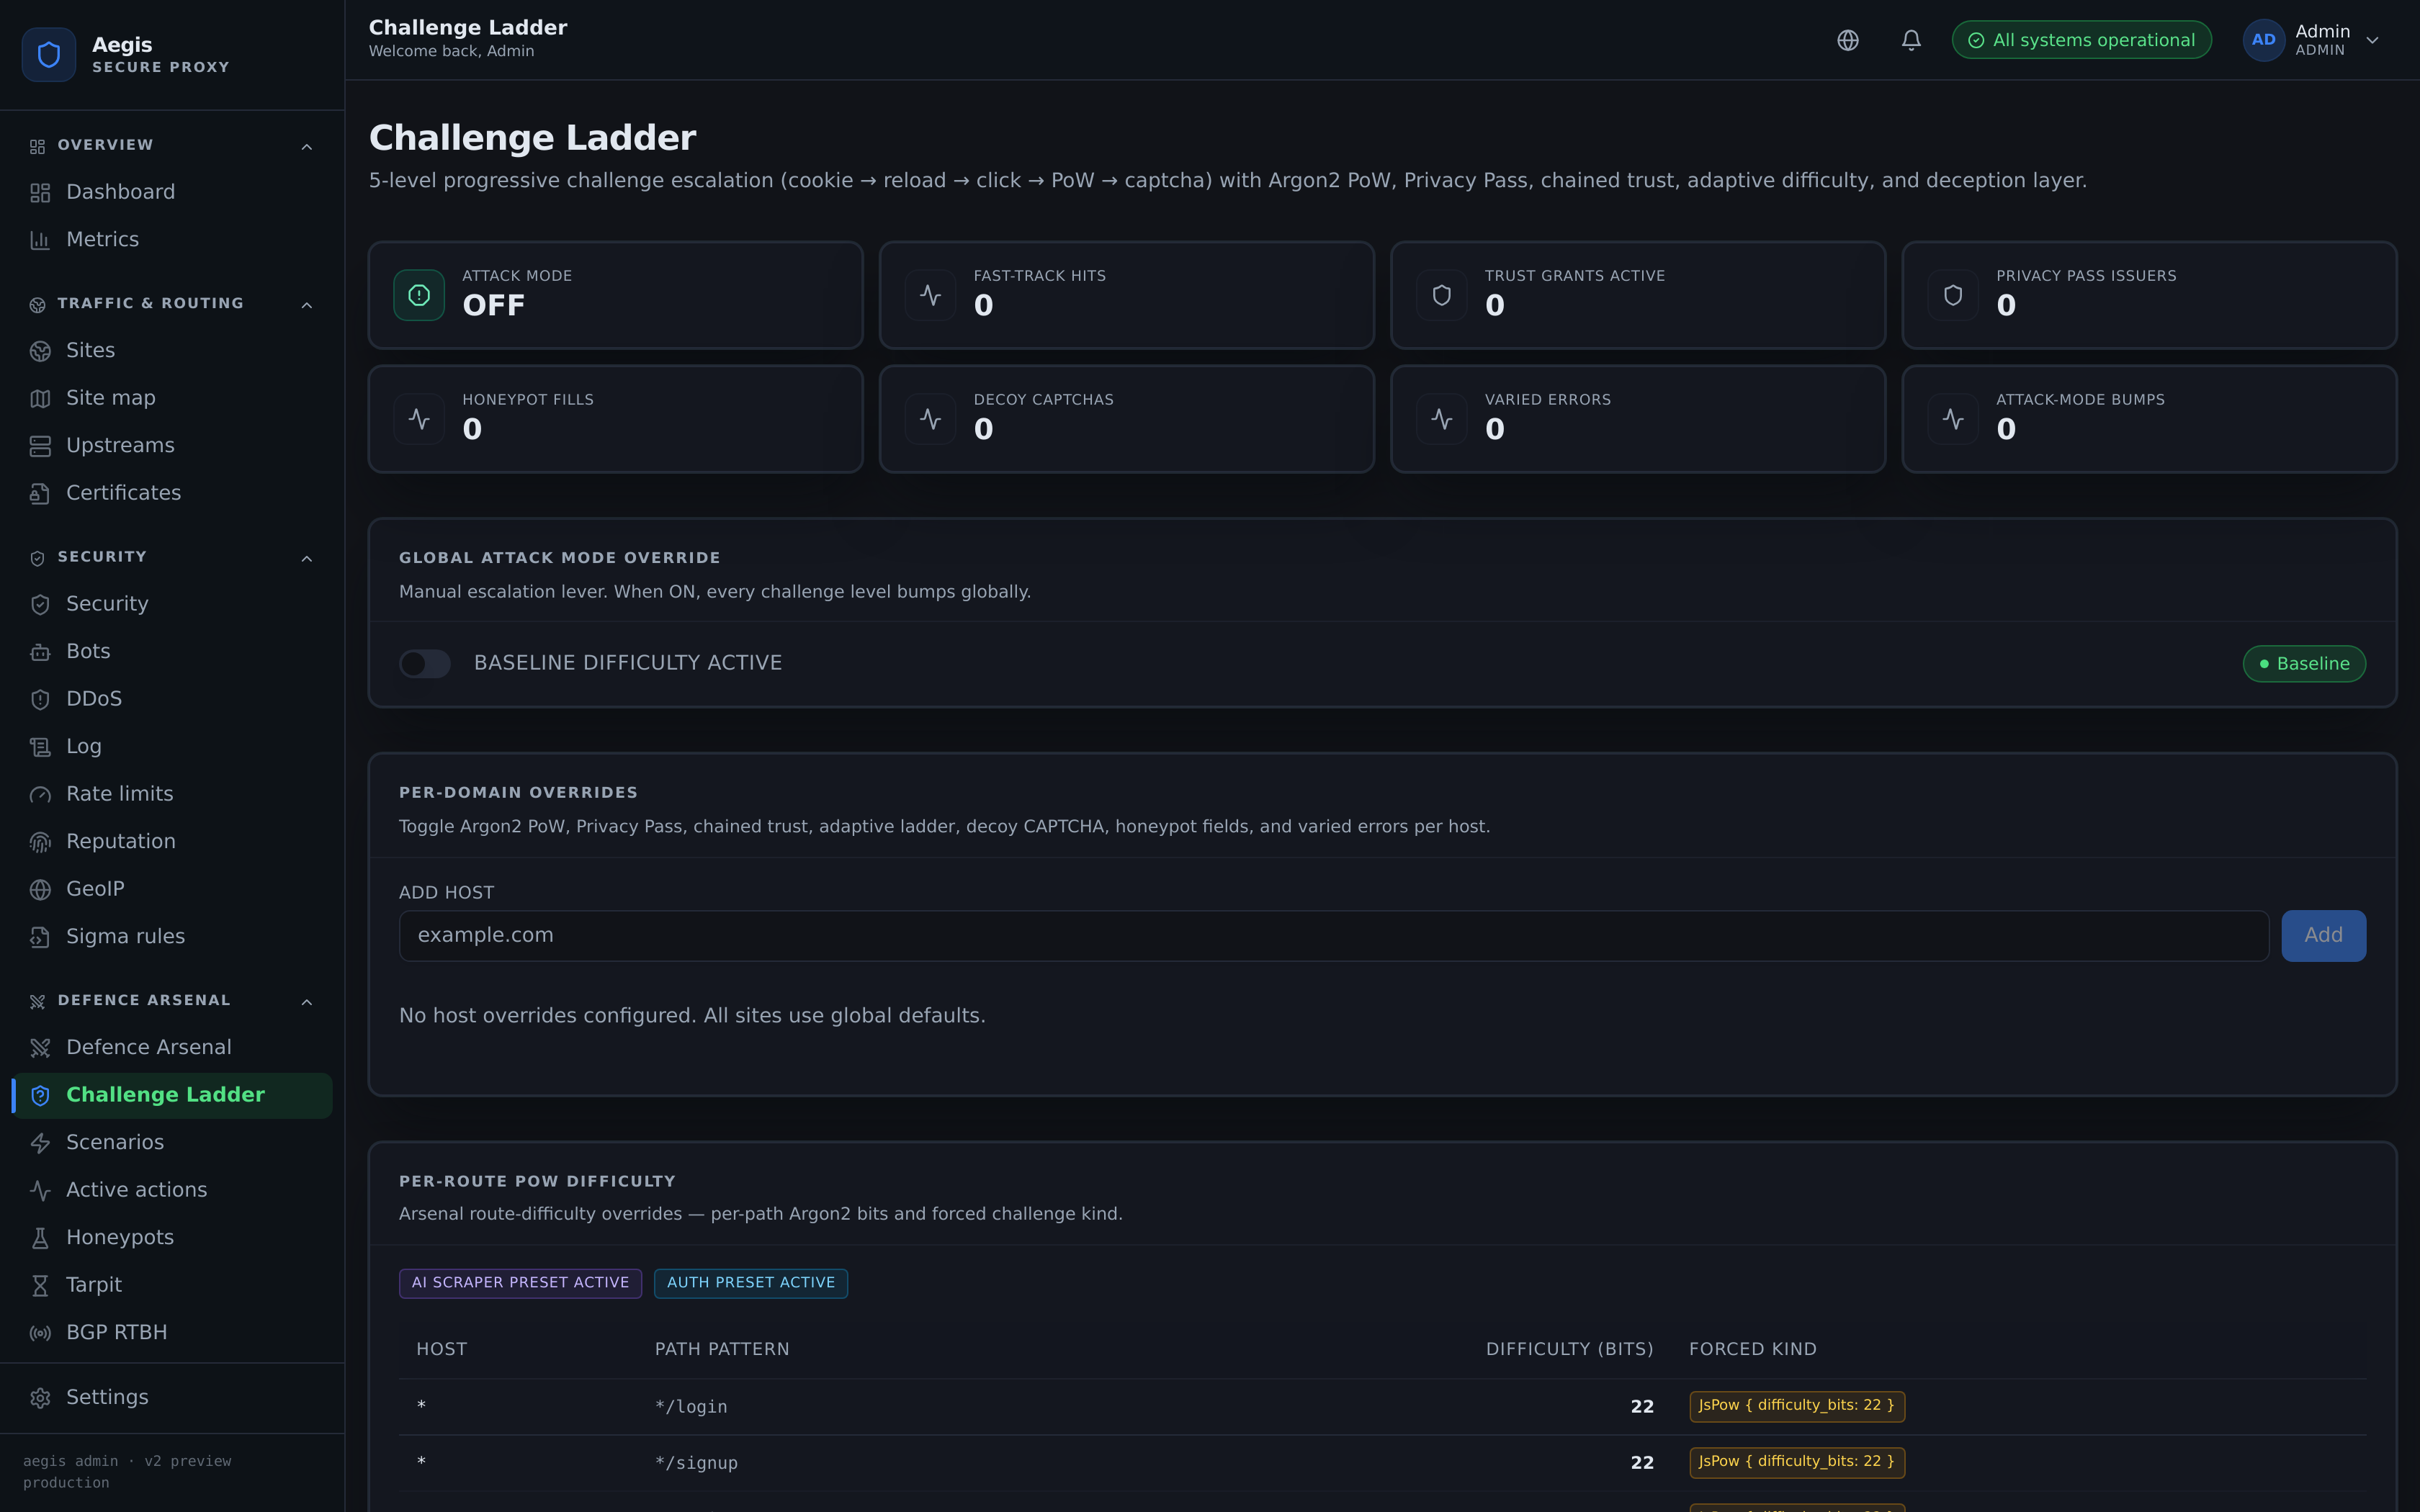 Aegis
SECURE PROXY
OVERVIEW
Dashboard
Metrics
TRAFFIC & ROUTING
Sites
Site map
Upstreams
Certificates
SECURITY
Security
Bots
DDoS
Log
Rate limits
Reputation
GeoIP
Sigma rules
DEFENCE ARSENAL
Defence Arsenal
Challenge Ladder
Scenarios
Active actions
Honeypots
Tarpit
BGP RTBH
Settings
aegis admin · v2 preview
production
Challenge Ladder
Welcome back, Admin
All systems operational
AD
Admin
ADMIN
Challenge Ladder
5-level progressive challenge escalation (cookie → reload → click → PoW → captcha) with Argon2 PoW, Privacy Pass, chained trust, adaptive difficulty, and deception layer.
ATTACK MODE
OFF
FAST-TRACK HITS
0
TRUST GRANTS ACTIVE
0
PRIVACY PASS ISSUERS
0
HONEYPOT FILLS
0
DECOY CAPTCHAS
0
VARIED ERRORS
0
ATTACK-MODE BUMPS
0
GLOBAL ATTACK MODE OVERRIDE
Manual escalation lever. When ON, every challenge level bumps globally.
BASELINE DIFFICULTY ACTIVE
Baseline
PER-DOMAIN OVERRIDES
Toggle Argon2 PoW, Privacy Pass, chained trust, adaptive ladder, decoy CAPTCHA, honeypot fields, and varied errors per host.
ADD HOST
example.com
Add
No host overrides configured. All sites use global defaults.
PER-ROUTE POW DIFFICULTY
Arsenal route-difficulty overrides — per-path Argon2 bits and forced challenge kind.
AI SCRAPER PRESET ACTIVE
AUTH PRESET ACTIVE
HOST PATH PATTERN DIFFICULTY (BITS) FORCED KIND
* */login 22 JsPow { difficulty_bits: 22 }
* */signup 22 JsPow { difficulty_bits: 22 }